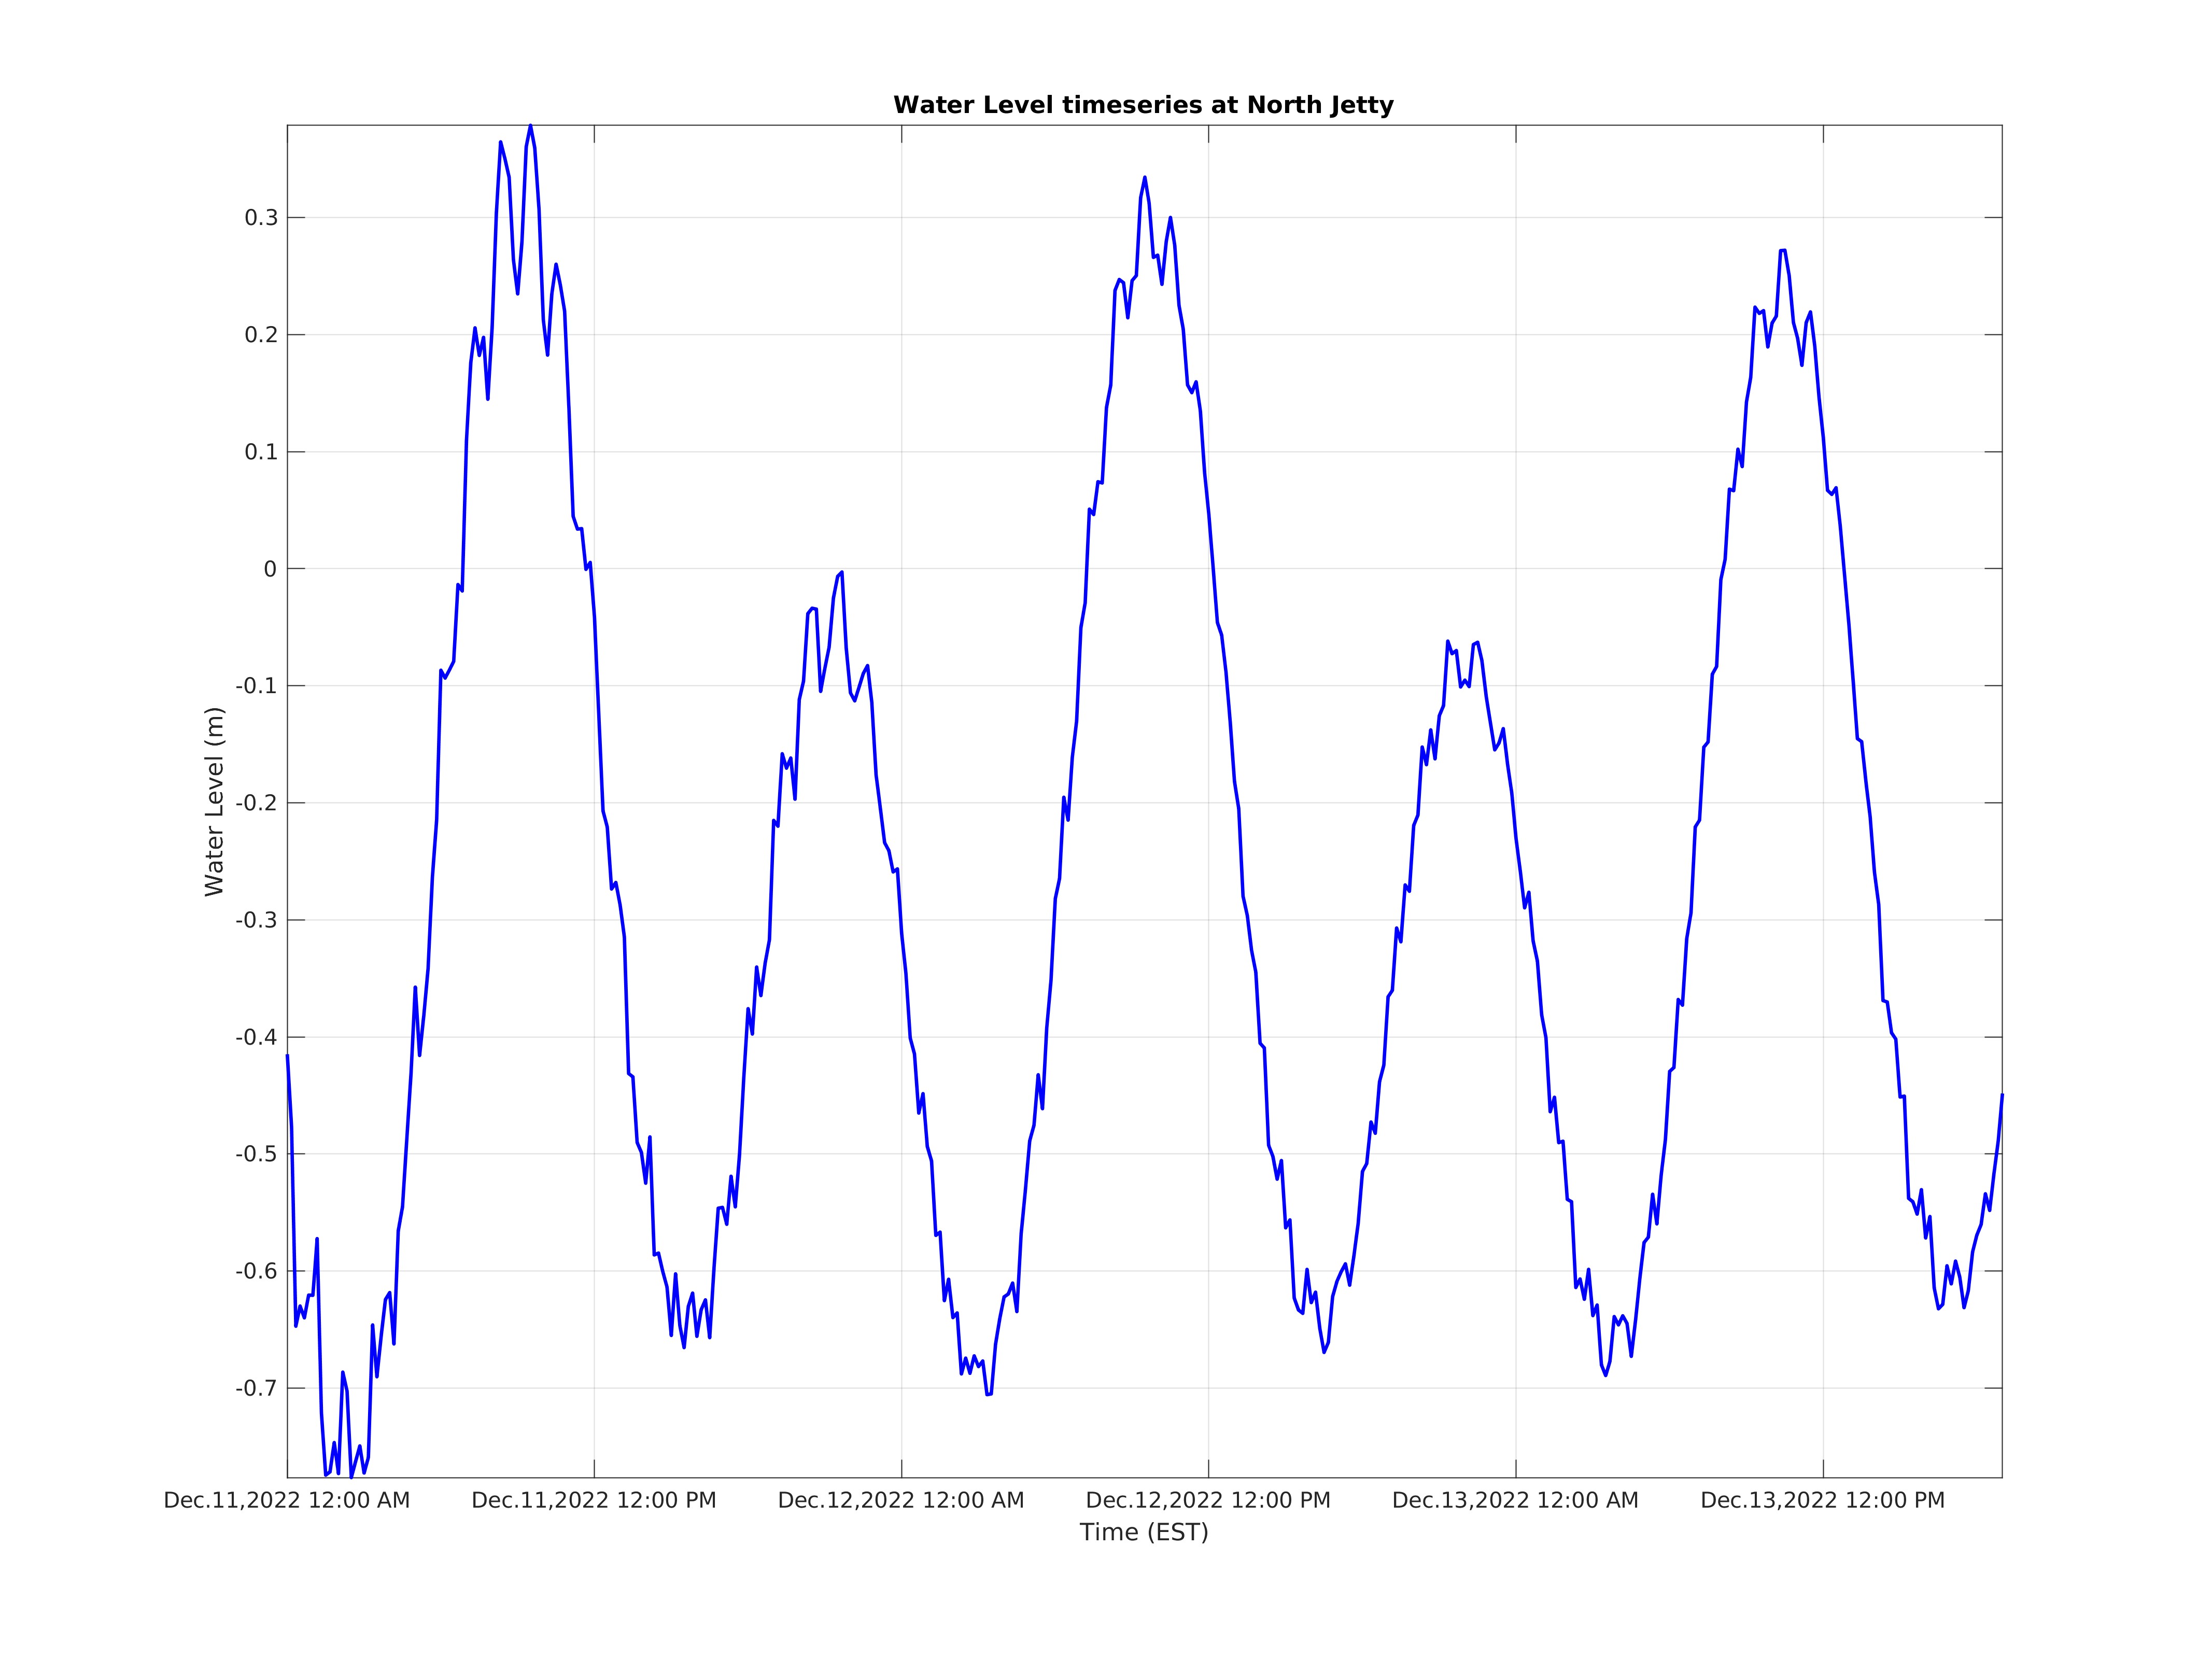 Water Level timeseries at North Jetty
0.3
0.2
0.1
0
-0.1
-0.2
-0.3
-0.4
-0.5
-0.6
-0.7
Water Level (m)
Dec.11,2022 12:00 AM
Dec.11,2022 12:00 PM
Dec.12,2022 12:00 AM
Dec.12,2022 12:00 PM
Dec.13,2022 12:00 AM
Dec.13,2022 12:00 PM
Time (EST)